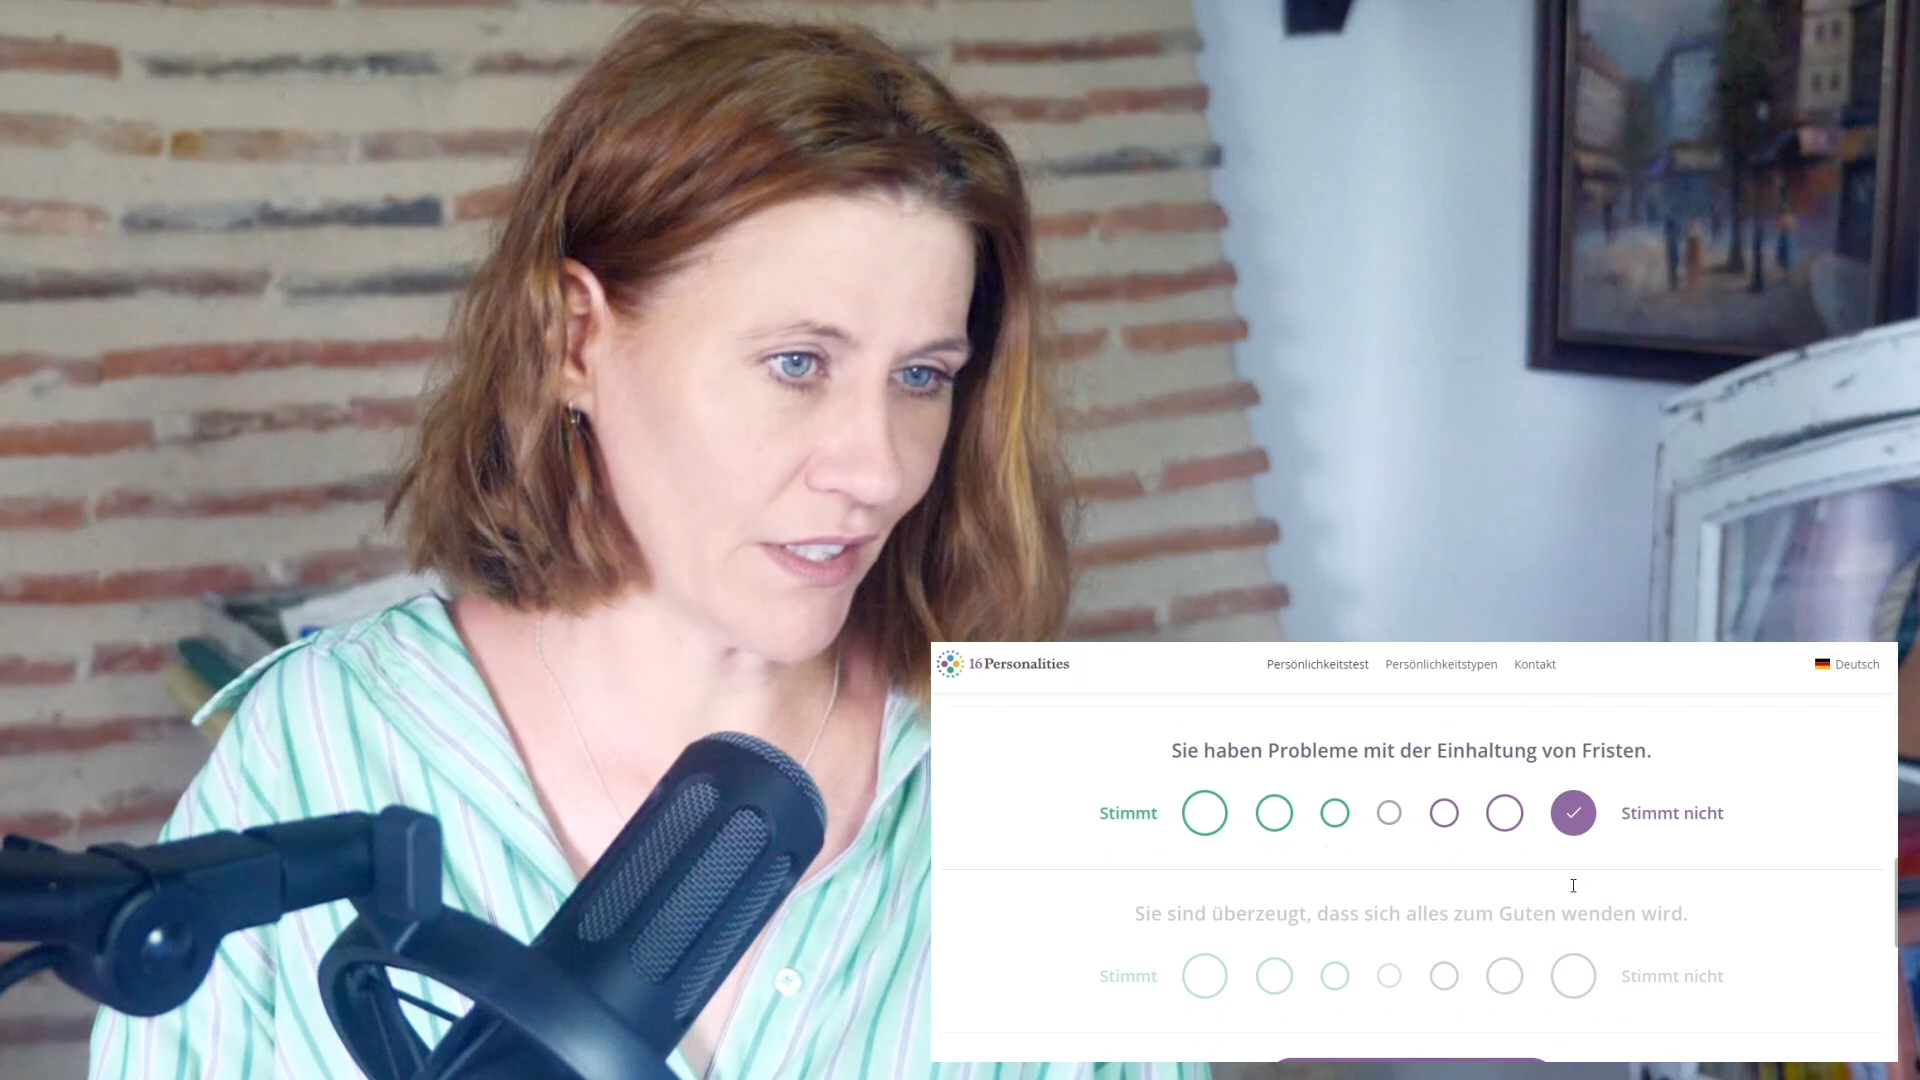 16Personalities
Persönlichkeitstest Persönlichkeitstypen Kontakt
Deutsch
Sie haben Probleme mit der Einhaltung von Fristen.
Stimmt Stimmt nicht
Sie sind überzeugt, dass sich alles zum Guten wenden wird.
Stimmt Stimmt nicht